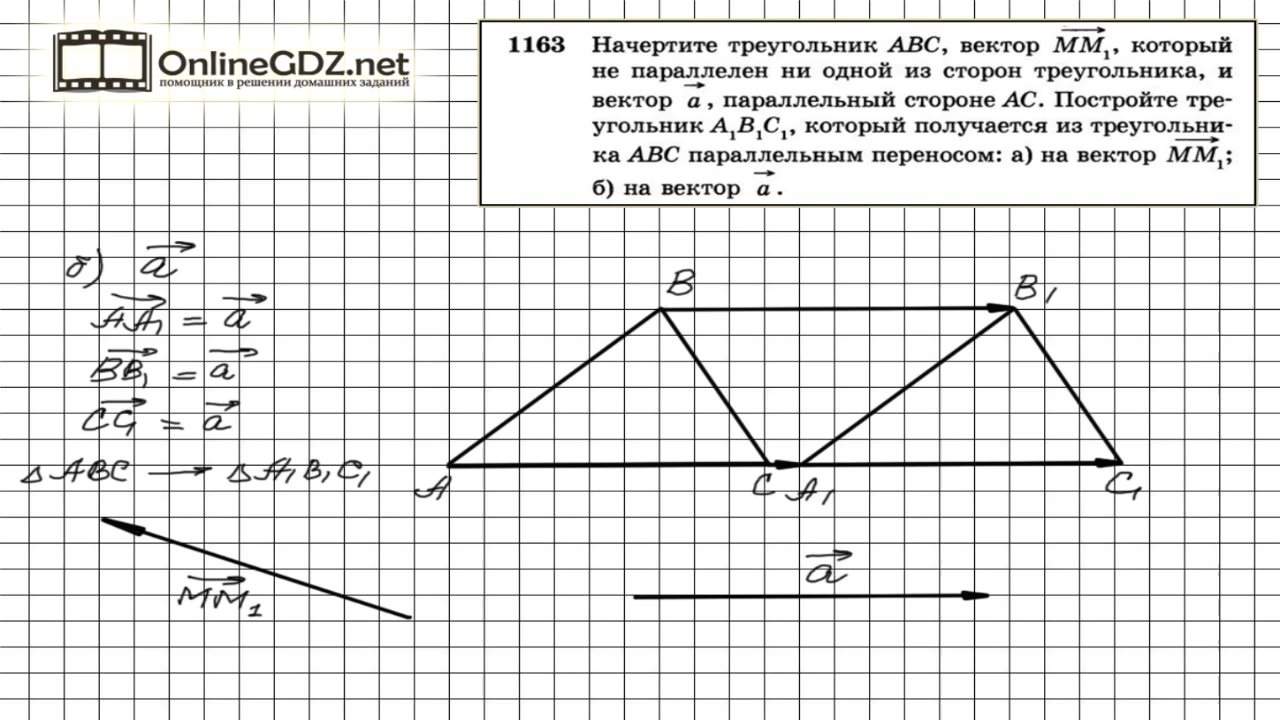 OnlineGDZ.net
помощник в решении домашних заданий
1163 Начертите треугольник ABC, вектор MM₁, который
не параллелен ни одной из сторон треугольника, и
вектор a, параллельный стороне AC. Постройте тре-
угольник A₁B₁C₁, который получается из треугольни-
ка ABC параллельным переносом: а) на вектор MM₁;
б) на вектор a.
б) a
AA₁ = a
BB₁ = a
CC₁ = a
△ABC → △A₁B₁C₁
MM₁
B
B₁
A
C
A₁
C₁
a